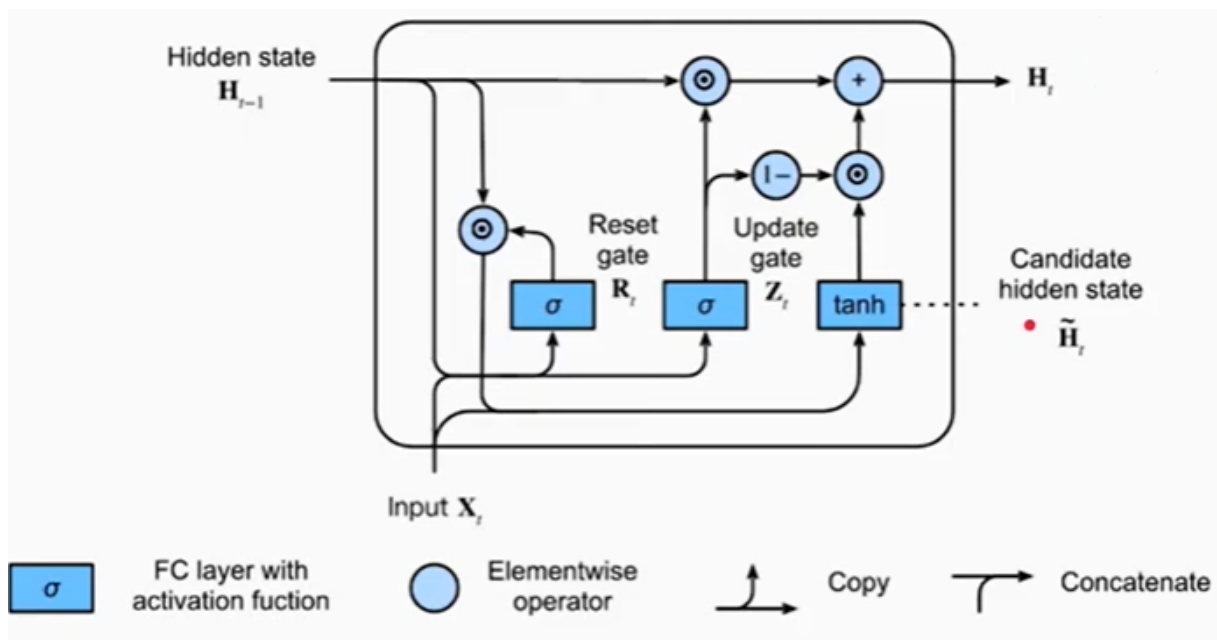 Hidden state
H_{t-1}
⊙
+
H_t
1−
⊙
⊙
Reset
gate
R_t
Update
gate
Z_t
σ
σ
tanh
Candidate
hidden state
H̃_t
Input X_t
σ
FC layer with
activation fuction
Elementwise
operator
Copy
Concatenate